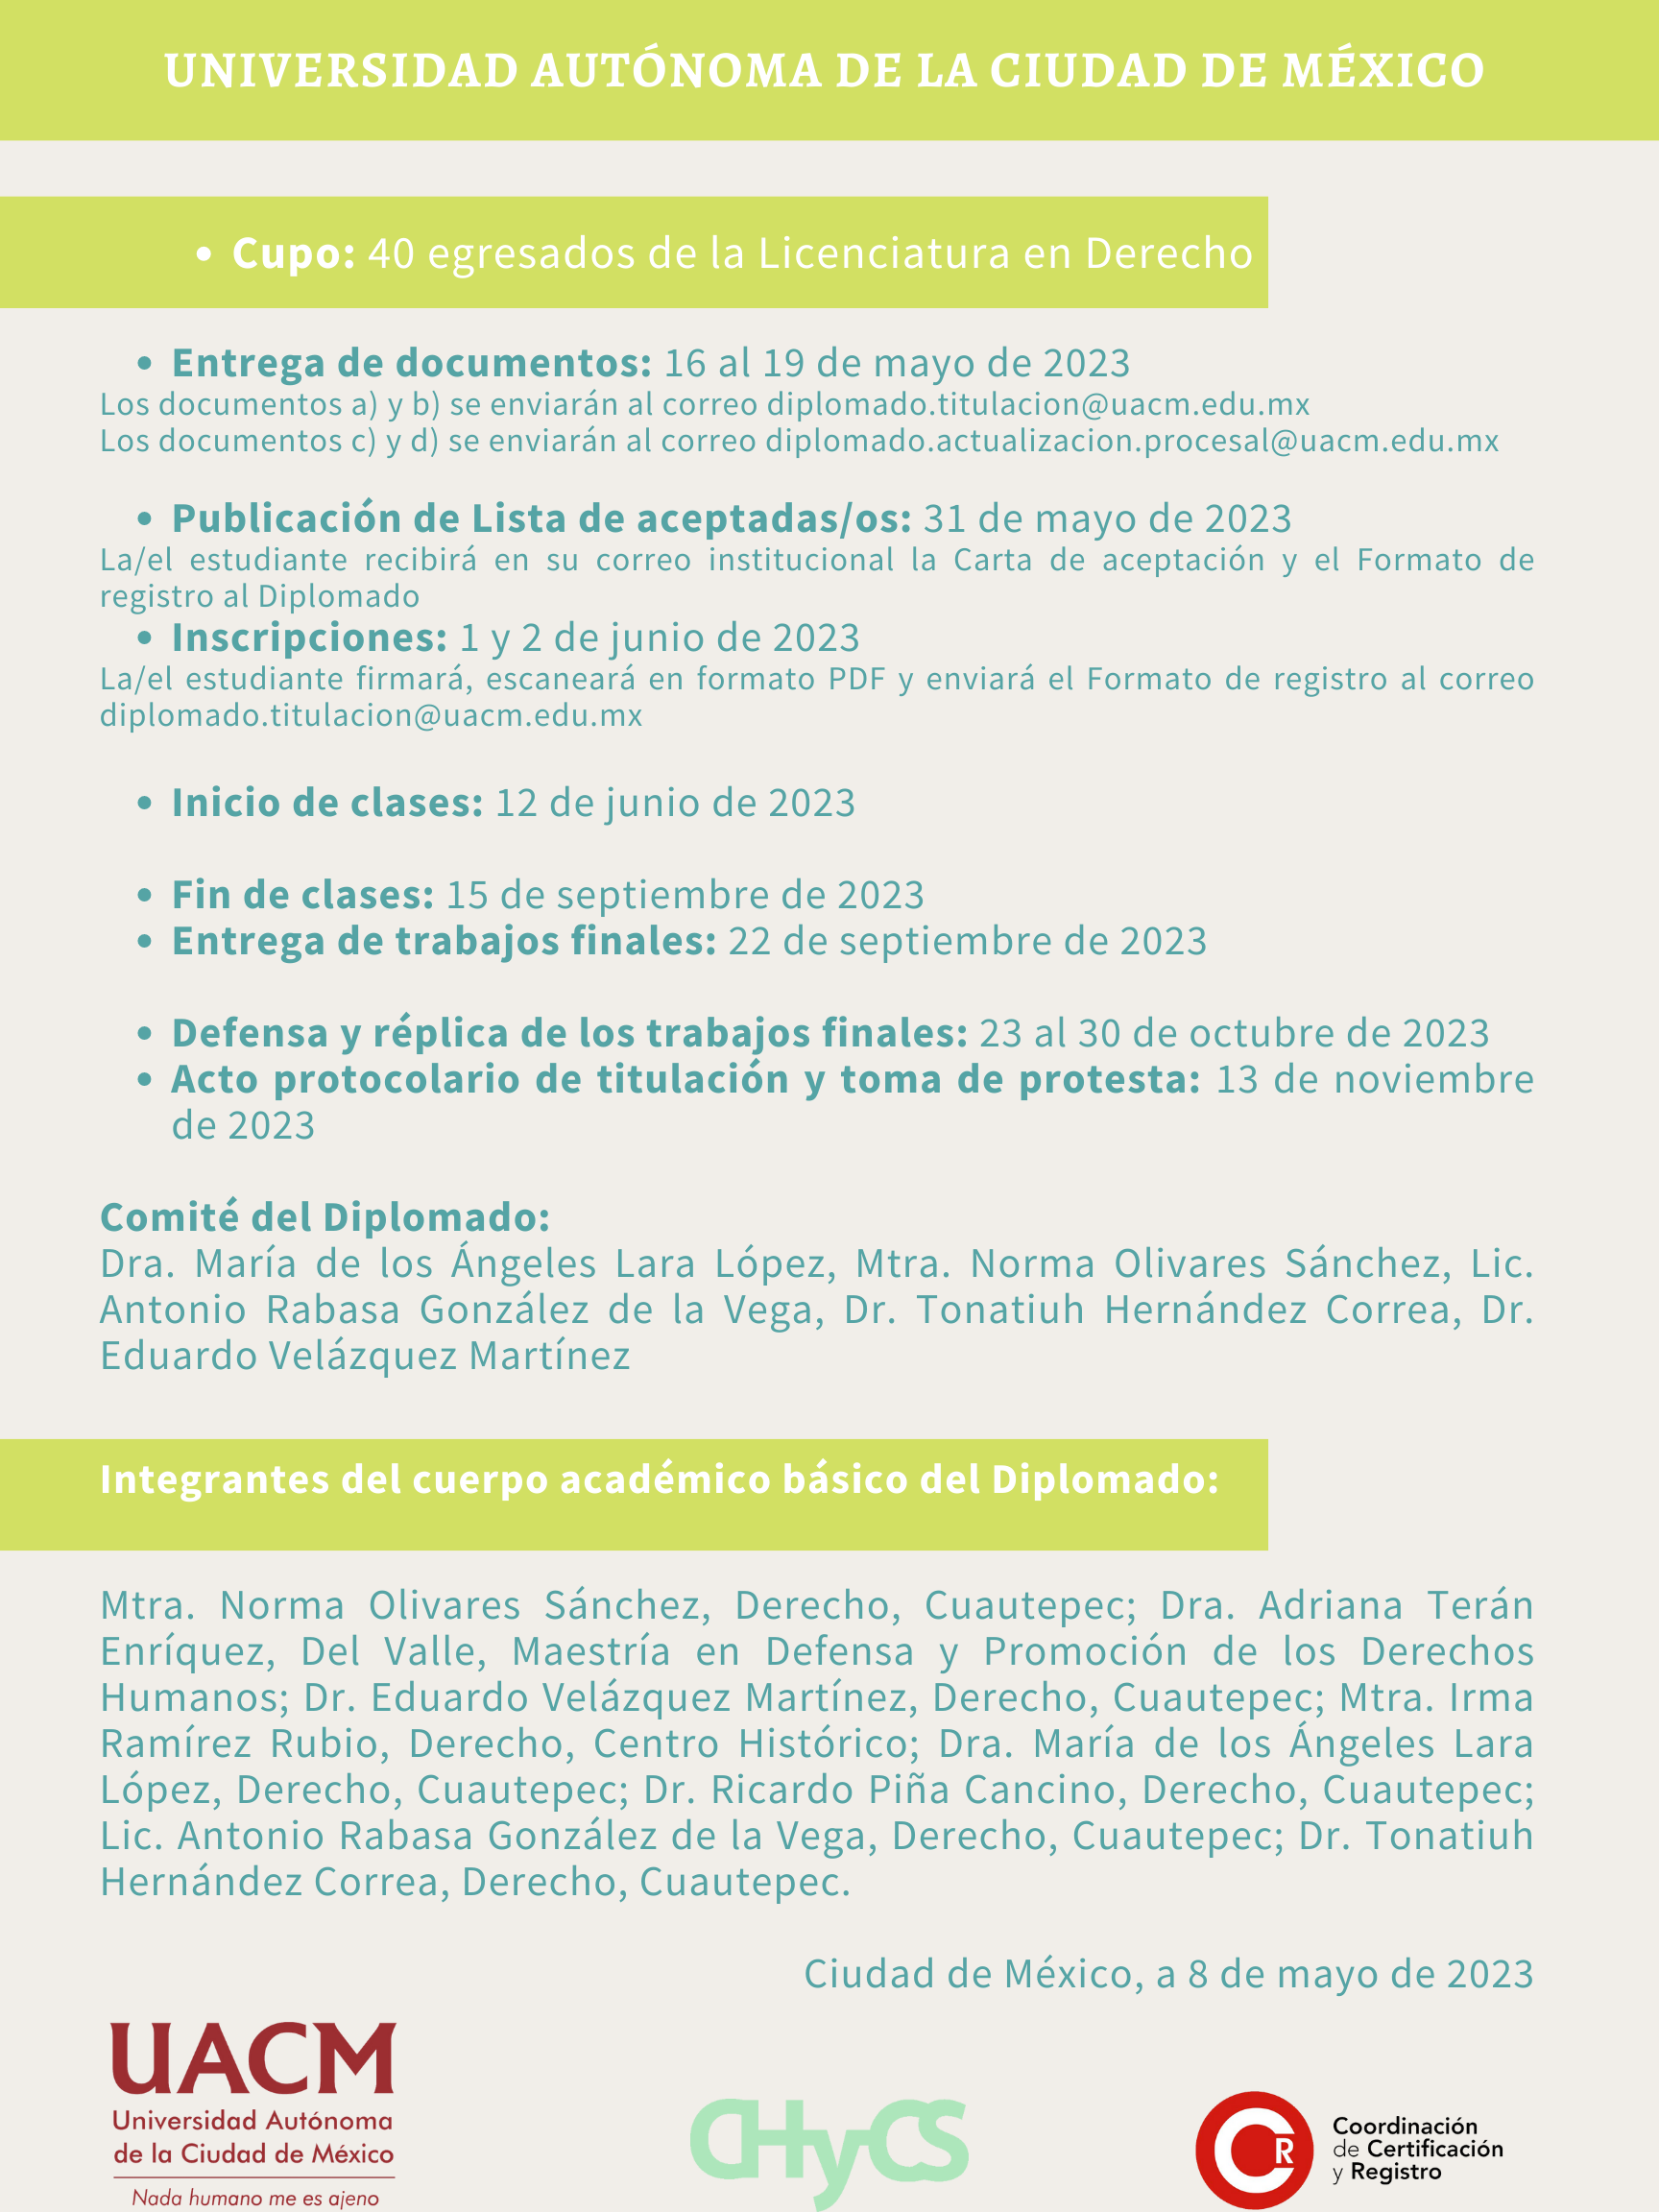 UNIVERSIDAD AUTÓNOMA DE LA CIUDAD DE MÉXICO
• Cupo: 40 egresados de la Licenciatura en Derecho
• Entrega de documentos: 16 al 19 de mayo de 2023
Los documentos a) y b) se enviarán al correo diplomado.titulacion@uacm.edu.mx
Los documentos c) y d) se enviarán al correo diplomado.actualizacion.procesal@uacm.edu.mx
• Publicación de Lista de aceptadas/os: 31 de mayo de 2023
La/el estudiante recibirá en su correo institucional la Carta de aceptación y el Formato de
registro al Diplomado
• Inscripciones: 1 y 2 de junio de 2023
La/el estudiante firmará, escaneará en formato PDF y enviará el Formato de registro al correo
diplomado.titulacion@uacm.edu.mx
• Inicio de clases: 12 de junio de 2023
• Fin de clases: 15 de septiembre de 2023
• Entrega de trabajos finales: 22 de septiembre de 2023
• Defensa y réplica de los trabajos finales: 23 al 30 de octubre de 2023
• Acto protocolario de titulación y toma de protesta: 13 de noviembre
de 2023
Comité del Diplomado:
Dra. María de los Ángeles Lara López, Mtra. Norma Olivares Sánchez, Lic.
Antonio Rabasa González de la Vega, Dr. Tonatiuh Hernández Correa, Dr.
Eduardo Velázquez Martínez
Integrantes del cuerpo académico básico del Diplomado:
Mtra. Norma Olivares Sánchez, Derecho, Cuautepec; Dra. Adriana Terán
Enríquez, Del Valle, Maestría en Defensa y Promoción de los Derechos
Humanos; Dr. Eduardo Velázquez Martínez, Derecho, Cuautepec; Mtra. Irma
Ramírez Rubio, Derecho, Centro Histórico; Dra. María de los Ángeles Lara
López, Derecho, Cuautepec; Dr. Ricardo Piña Cancino, Derecho, Cuautepec;
Lic. Antonio Rabasa González de la Vega, Derecho, Cuautepec; Dr. Tonatiuh
Hernández Correa, Derecho, Cuautepec.
Ciudad de México, a 8 de mayo de 2023
UACM
Universidad Autónoma
de la Ciudad de México
Nada humano me es ajeno
CHyCS
CR
Coordinación
de Certificación
y Registro